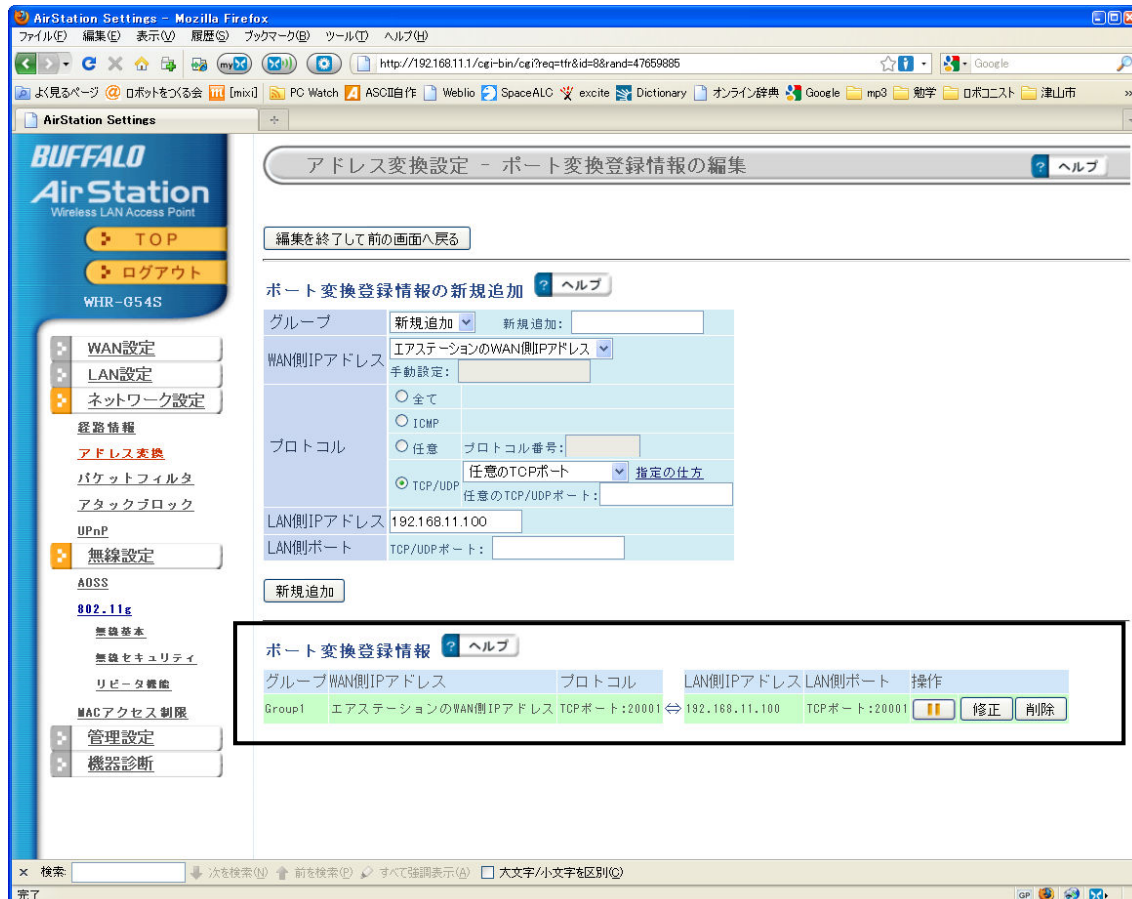 AirStation Settings - Mozilla Firefox
ファイル(F) 編集(E) 表示(V) 履歴(S) ブックマーク(B) ツール(T) ヘルプ(H)
http://192.168.11.1/cgi-bin/cgi?req=tfr&id=8&rand=47659885
Google
よく見るページ ロボットをつくる会 [mixi] PC Watch ASCII自作 Weblio SpaceALC excite Dictionary オンライン辞典 Google mp3 勉学 ロボコニスト 津山市 »
AirStation Settings
BUFFALO
AirStation
Wireless LAN Access Point
TOP
ログアウト
WHR-G54S
WAN設定
LAN設定
ネットワーク設定
経路情報
アドレス変換
パケットフィルタ
アタックブロック
UPnP
無線設定
AOSS
802.11g
無線基本
無線セキュリティ
リピータ機能
MACアクセス制限
管理設定
機器診断
アドレス変換設定 - ポート変換登録情報の編集
? ヘルプ
編集を終了して前の画面へ戻る
ポート変換登録情報の新規追加 ? ヘルプ
グループ 新規追加 新規追加:
WAN側IPアドレス エアステーションのWAN側IPアドレス
手動設定:
プロトコル
全て
ICMP
任意 プロトコル番号:
TCP/UDP 任意のTCPポート 指定の仕方
任意のTCP/UDPポート:
LAN側IPアドレス 192.168.11.100
LAN側ポート TCP/UDPポート:
新規追加
ポート変換登録情報 ? ヘルプ
グループ WAN側IPアドレス プロトコル LAN側IPアドレス LAN側ポート 操作
Group1 エアステーションのWAN側IPアドレス TCPポート:20001 ⇔ 192.168.11.100 TCPポート:20001 修正 削除
× 検索: 次を検索(N) 前を検索(P) すべて強調表示(A) 大文字/小文字を区別(C)
完了
GP